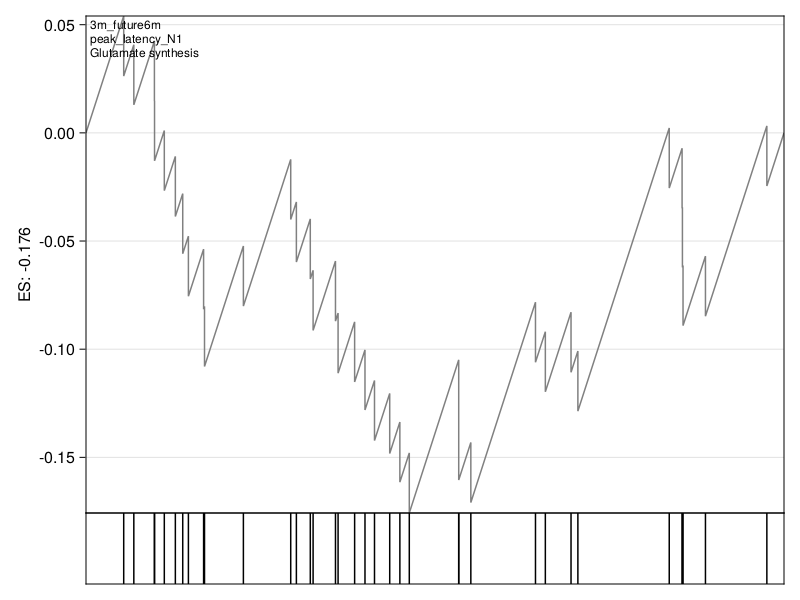 3m_future6m
peak_latency_N1
Glutamate synthesis
0.05
0.00
-0.05
-0.10
-0.15
ES: -0.176